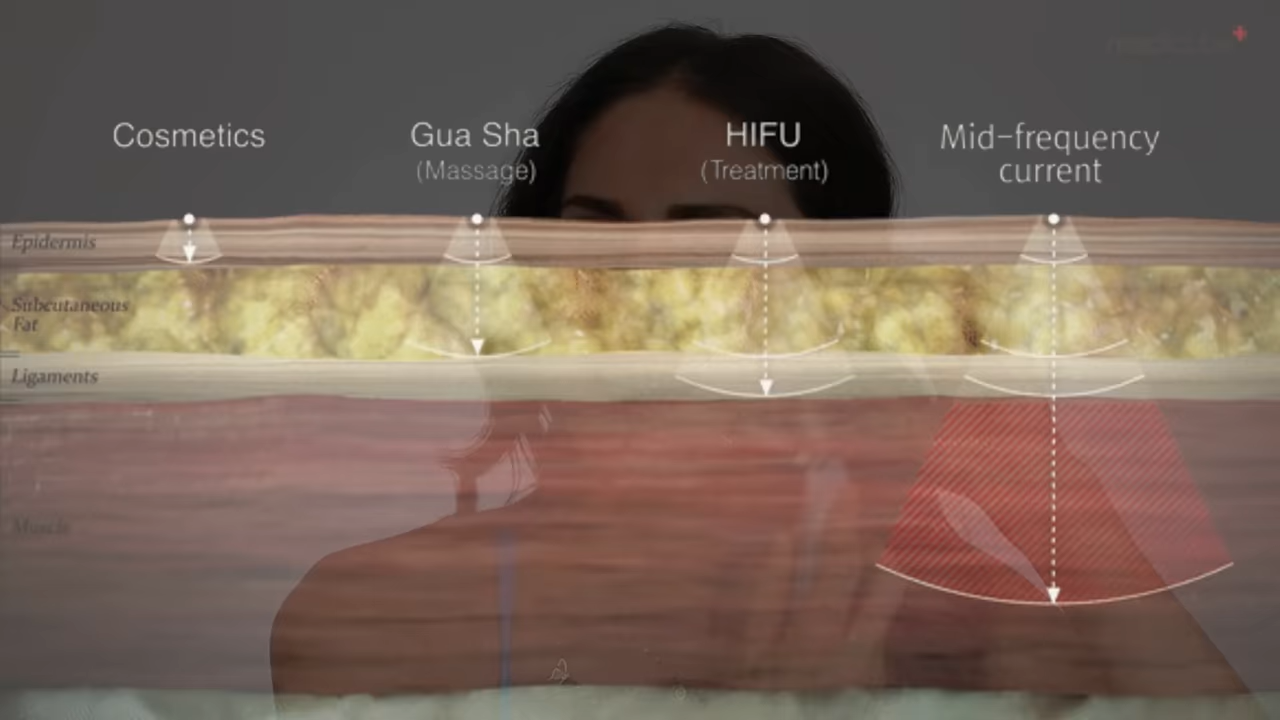 Cosmetics
Gua Sha
(Massage)
HIFU
(Treatment)
Mid-frequency
current
Epidermis
Subcutaneous
Fat
Ligaments
Muscle